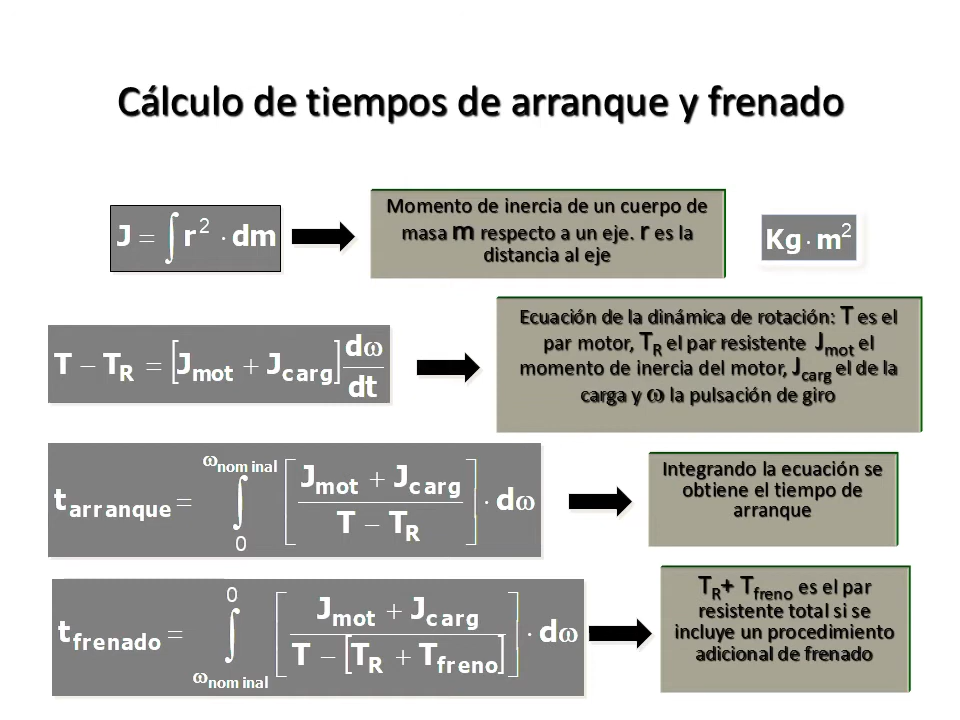 Cálculo de tiempos de arranque y frenado
J = ∫ r² · dm
Momento de inercia de un cuerpo de
masa m respecto a un eje. r es la
distancia al eje
Kg · m²
T − T_R = [J_mot + J_carg] dω/dt
Ecuación de la dinámica de rotación: T es el
par motor, T_R el par resistente J_mot el
momento de inercia del motor, J_carg el de la
carga y ω la pulsación de giro
t_arranque = ∫_0^ω_nominal [(J_mot + J_carg)/(T − T_R)] · dω
Integrando la ecuación se
obtiene el tiempo de
arranque
t_frenado = ∫_ω_nominal^0 [(J_mot + J_carg)/(T − [T_R + T_freno])] · dω
T_R+ T_freno es el par
resistente total si se
incluye un procedimiento
adicional de frenado